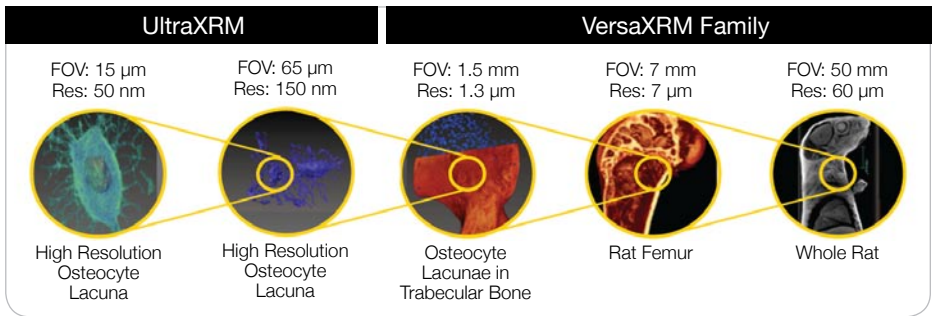 UltraXRM
VersaXRM Family
FOV: 15 µm
Res: 50 nm
FOV: 65 µm
Res: 150 nm
FOV: 1.5 mm
Res: 1.3 µm
FOV: 7 mm
Res: 7 µm
FOV: 50 mm
Res: 60 µm
High Resolution
Osteocyte
Lacuna
High Resolution
Osteocyte
Lacuna
Osteocyte
Lacunae in
Trabecular Bone
Rat Femur
Whole Rat